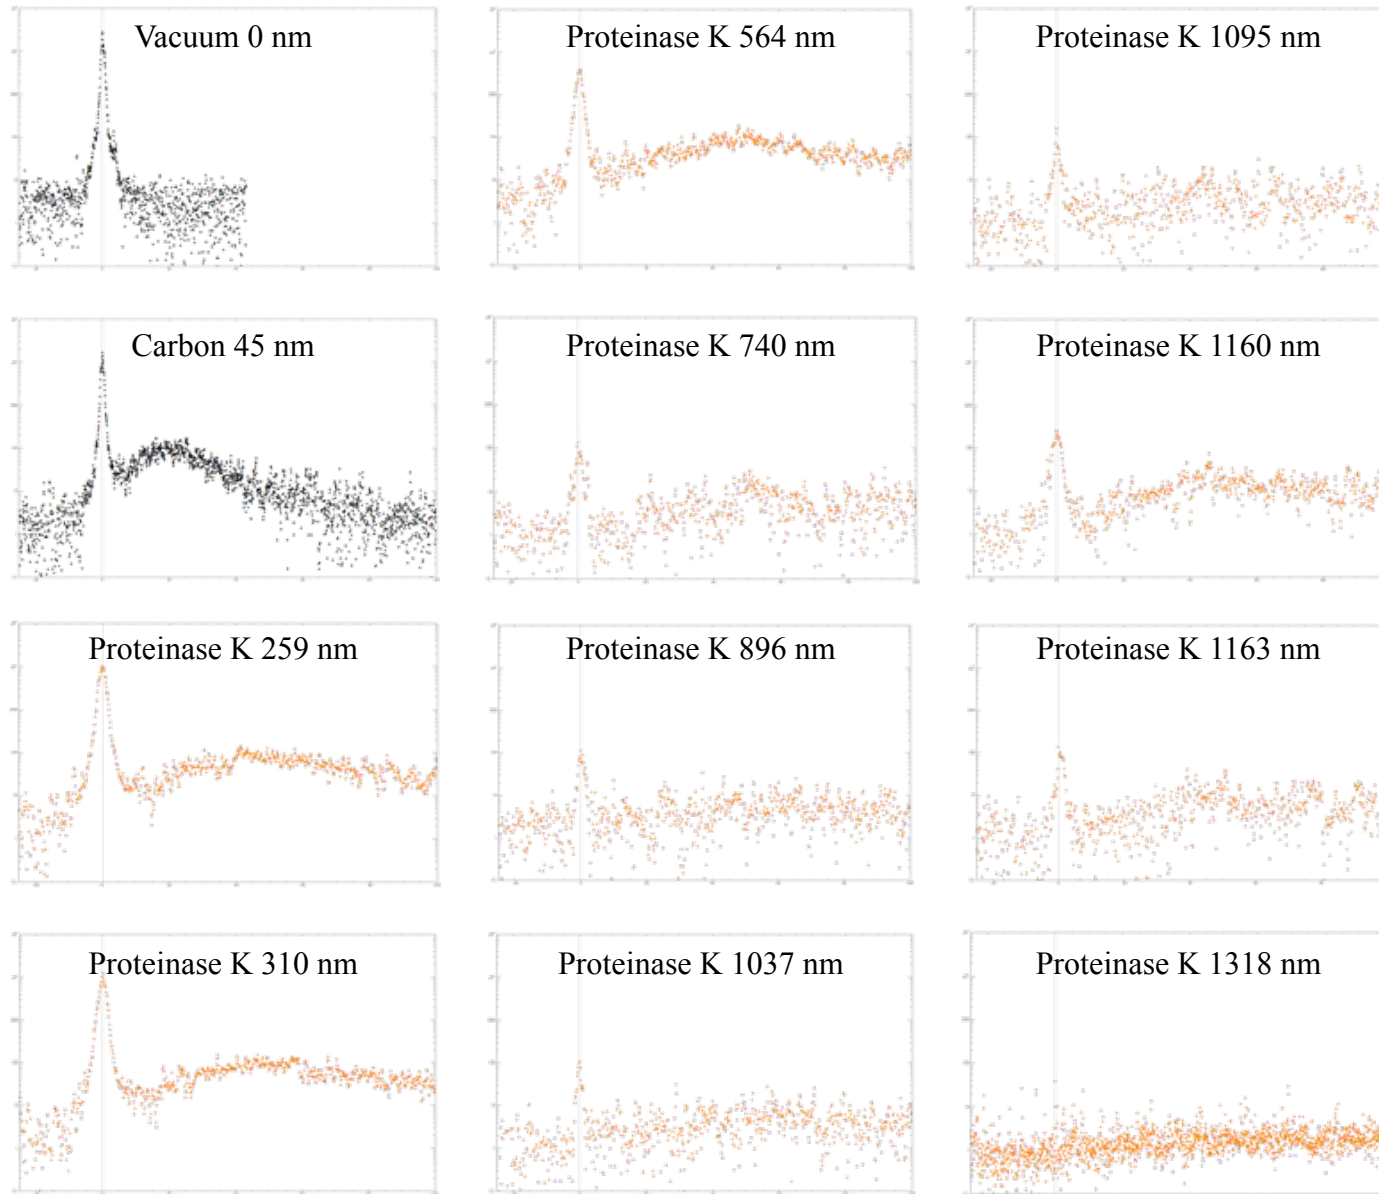 Vacuum 0 nm
Proteinase K 564 nm
Proteinase K 1095 nm
Carbon 45 nm
Proteinase K 740 nm
Proteinase K 1160 nm
Proteinase K 259 nm
Proteinase K 896 nm
Proteinase K 1163 nm
Proteinase K 310 nm
Proteinase K 1037 nm
Proteinase K 1318 nm